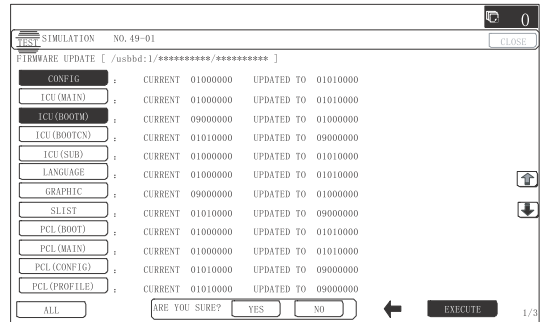 0
TEST SIMULATION NO. 49-01
CLOSE
FIRMWARE UPDATE [ /usbbd:1/**********/********** ]
CONFIG : CURRENT 01000000 UPDATED TO 01010000
ICU(MAIN) : CURRENT 01000000 UPDATED TO 01010000
ICU(BOOTM) : CURRENT 09000000 UPDATED TO 01000000
ICU(BOOTCN) : CURRENT 01010000 UPDATED TO 09000000
ICU(SUB) : CURRENT 01000000 UPDATED TO 01010000
LANGUAGE : CURRENT 01000000 UPDATED TO 01010000
GRAPHIC : CURRENT 09000000 UPDATED TO 01000000
SLIST : CURRENT 01010000 UPDATED TO 09000000
PCL(BOOT) : CURRENT 01000000 UPDATED TO 01010000
PCL(MAIN) : CURRENT 01000000 UPDATED TO 01010000
PCL(CONFIG) : CURRENT 01010000 UPDATED TO 09000000
PCL(PROFILE) : CURRENT 01010000 UPDATED TO 09000000
ALL ARE YOU SURE? YES NO EXECUTE 1/3